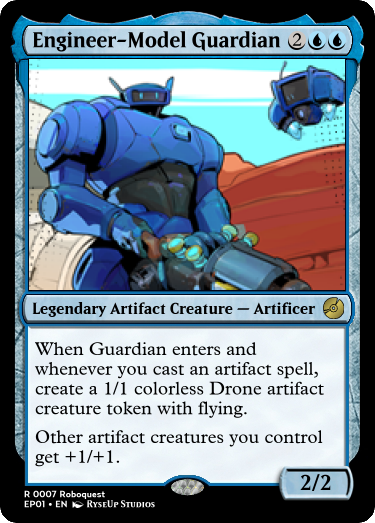 Engineer-Model Guardian 2
Legendary Artifact Creature — Artificer
When Guardian enters and
whenever you cast an artifact spell,
create a 1/1 colorless Drone artifact
creature token with flying.
Other artifact creatures you control
get +1/+1.
2/2
R 0007 Roboquest
EP01 • EN RyseUp Studios